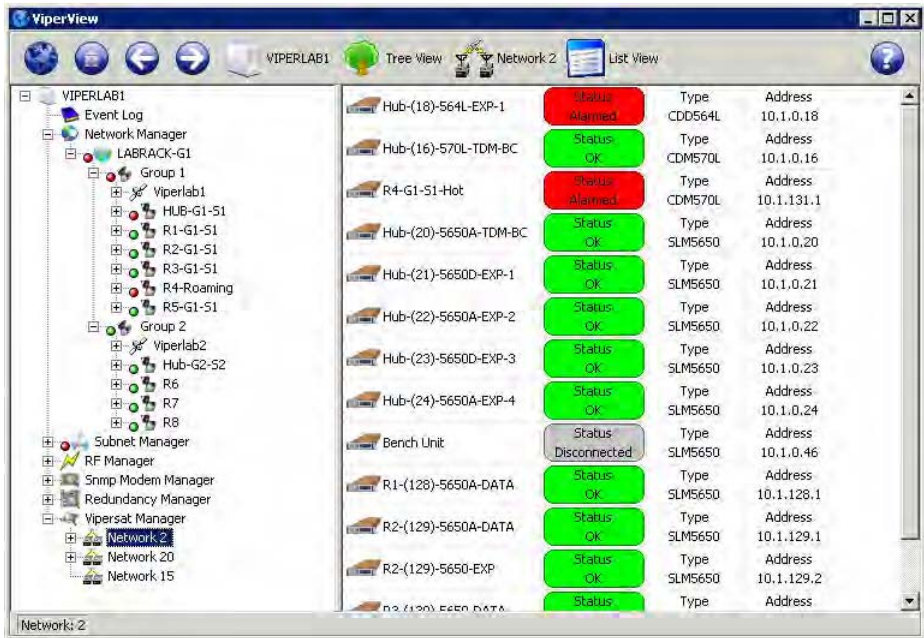 ViperView
VIPERLAB1 Tree View Network 2 List View
VIPERLAB1
Event Log
Network Manager
LABRACK-G1
Group 1
Viperlab1
HUB-G1-S1
R1-G1-S1
R2-G1-S1
R3-G1-S1
R4-Roaming
R5-G1-S1
Group 2
Viperlab2
Hub-G2-S2
R6
R7
R8
Subnet Manager
RF Manager
Snmp Modem Manager
Redundancy Manager
Vipersat Manager
Network 2
Network 20
Network 15
Hub-(18)-564L-EXP-1 Status Alarmed Type CDD564L Address 10.1.0.18
Hub-(16)-570L-TDM-BC Status OK Type CDM570L Address 10.1.0.16
R4-G1-S1-Hot Status Alarmed Type CDM570L Address 10.1.131.1
Hub-(20)-5650A-TDM-BC Status OK Type SLM5650 Address 10.1.0.20
Hub-(21)-5650D-EXP-1 Status OK Type SLM5650 Address 10.1.0.21
Hub-(22)-5650A-EXP-2 Status OK Type SLM5650 Address 10.1.0.22
Hub-(23)-5650D-EXP-3 Status OK Type SLM5650 Address 10.1.0.23
Hub-(24)-5650A-EXP-4 Status OK Type SLM5650 Address 10.1.0.24
Bench Unit Status Disconnected Type SLM5650 Address 10.1.0.46
R1-(128)-5650A-DATA Status OK Type SLM5650 Address 10.1.128.1
R2-(129)-5650A-DATA Status OK Type SLM5650 Address 10.1.129.1
R2-(129)-5650-EXP Status OK Type SLM5650 Address 10.1.129.2
Status Type Address
Network: 2